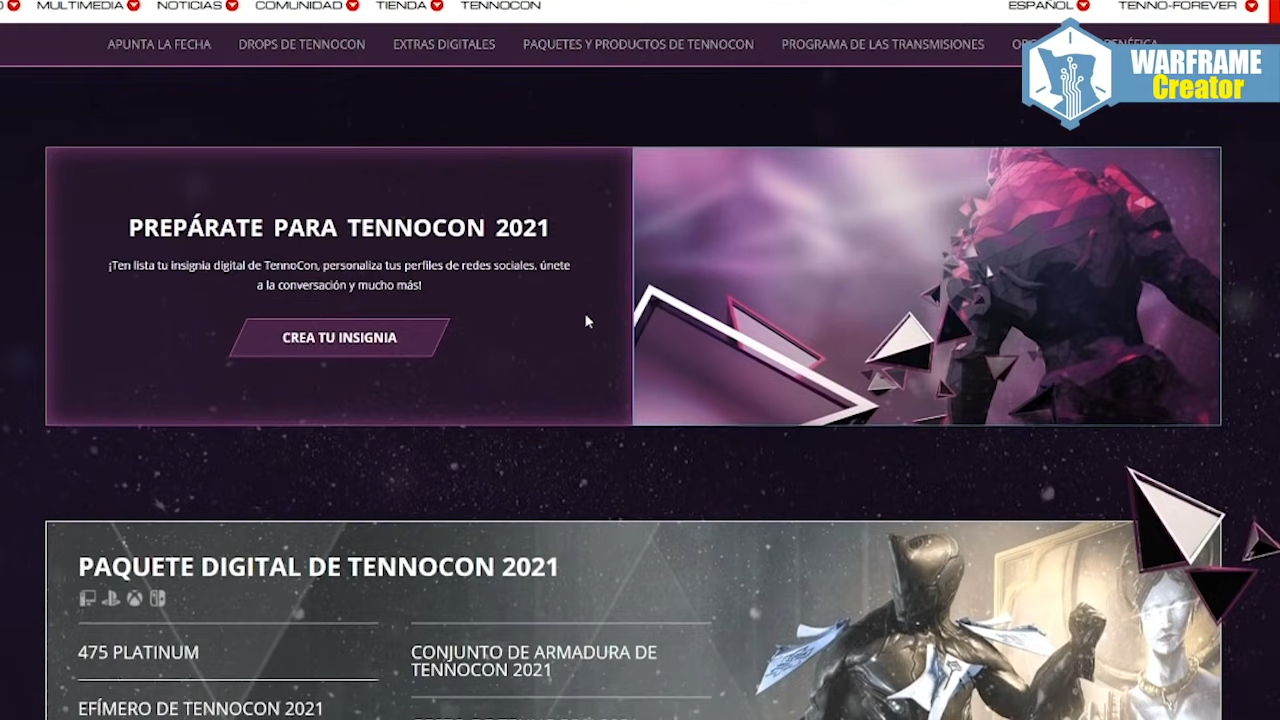 MULTIMEDIA NOTICIAS COMUNIDAD TIENDA TENNOCON ESPAÑOL TENNO-FOREVER
APUNTA LA FECHA DROPS DE TENNOCON EXTRAS DIGITALES PAQUETES Y PRODUCTOS DE TENNOCON PROGRAMA DE LAS TRANSMISIONES
WARFRAME
Creator
PREPÁRATE PARA TENNOCON 2021
¡Ten lista tu insignia digital de TennoCon, personaliza tus perfiles de redes sociales, únete
a la conversación y mucho más!
CREA TU INSIGNIA
PAQUETE DIGITAL DE TENNOCON 2021
475 PLATINUM
CONJUNTO DE ARMADURA DE
TENNOCON 2021
EFÍMERO DE TENNOCON 2021